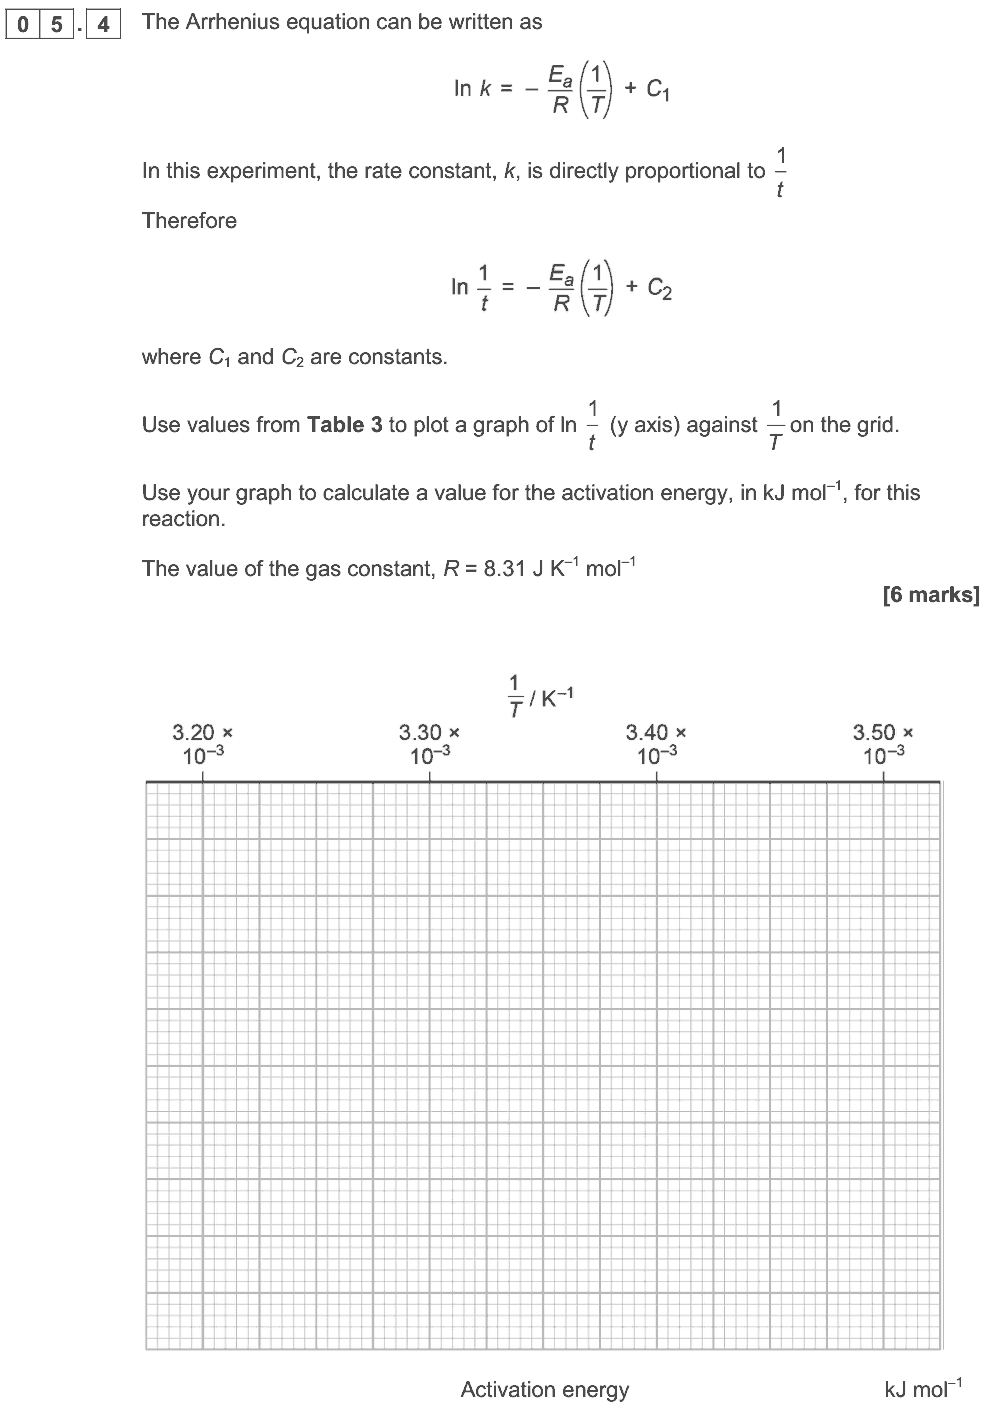 05.4 The Arrhenius equation can be written as
ln k = − Eₐ/R (1/T) + C₁
In this experiment, the rate constant, k, is directly proportional to 1/t
Therefore
ln 1/t = − Eₐ/R (1/T) + C₂
where C₁ and C₂ are constants.
Use values from Table 3 to plot a graph of ln 1/t (y axis) against 1/T on the grid.
Use your graph to calculate a value for the activation energy, in kJ mol⁻¹, for this
reaction.
The value of the gas constant, R = 8.31 J K⁻¹ mol⁻¹
[6 marks]
1/T / K⁻¹
3.20 × 10⁻³ 3.30 × 10⁻³ 3.40 × 10⁻³ 3.50 × 10⁻³
Activation energy kJ mol⁻¹